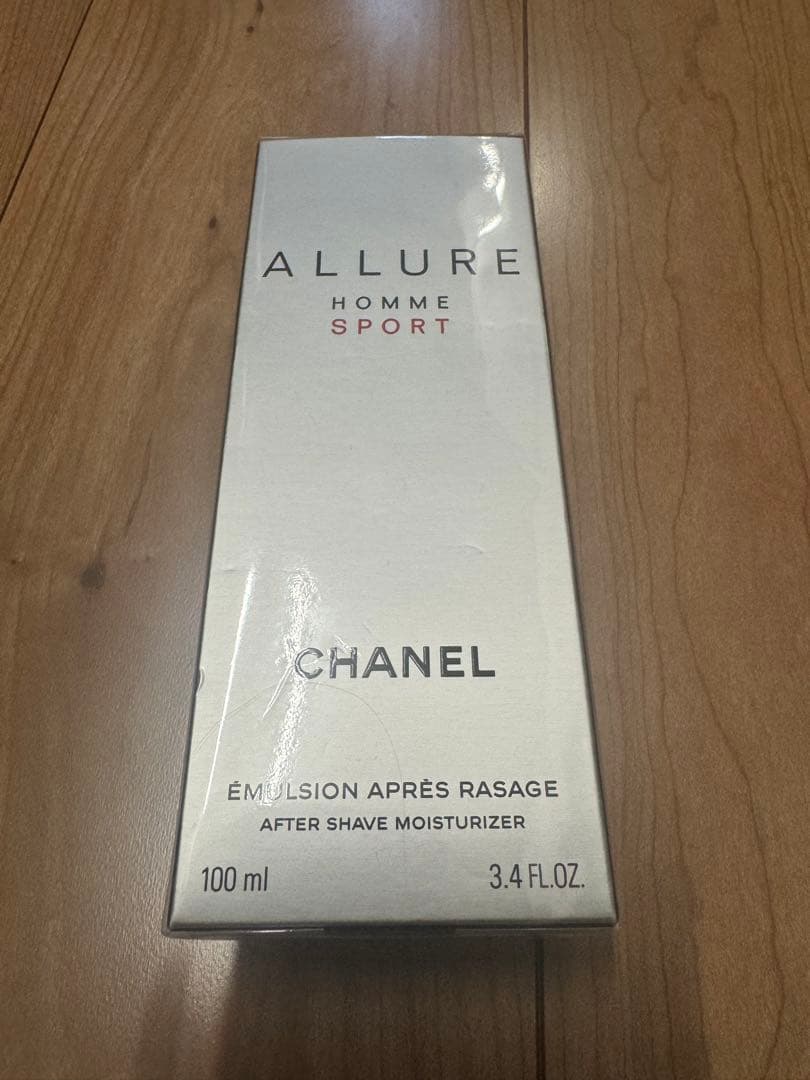 ALLURE
HOMME
SPORT
CHANEL
ÉMULSION APRÈS RASAGE
AFTER SHAVE MOISTURIZER
100 ml
3.4 FL.OZ.